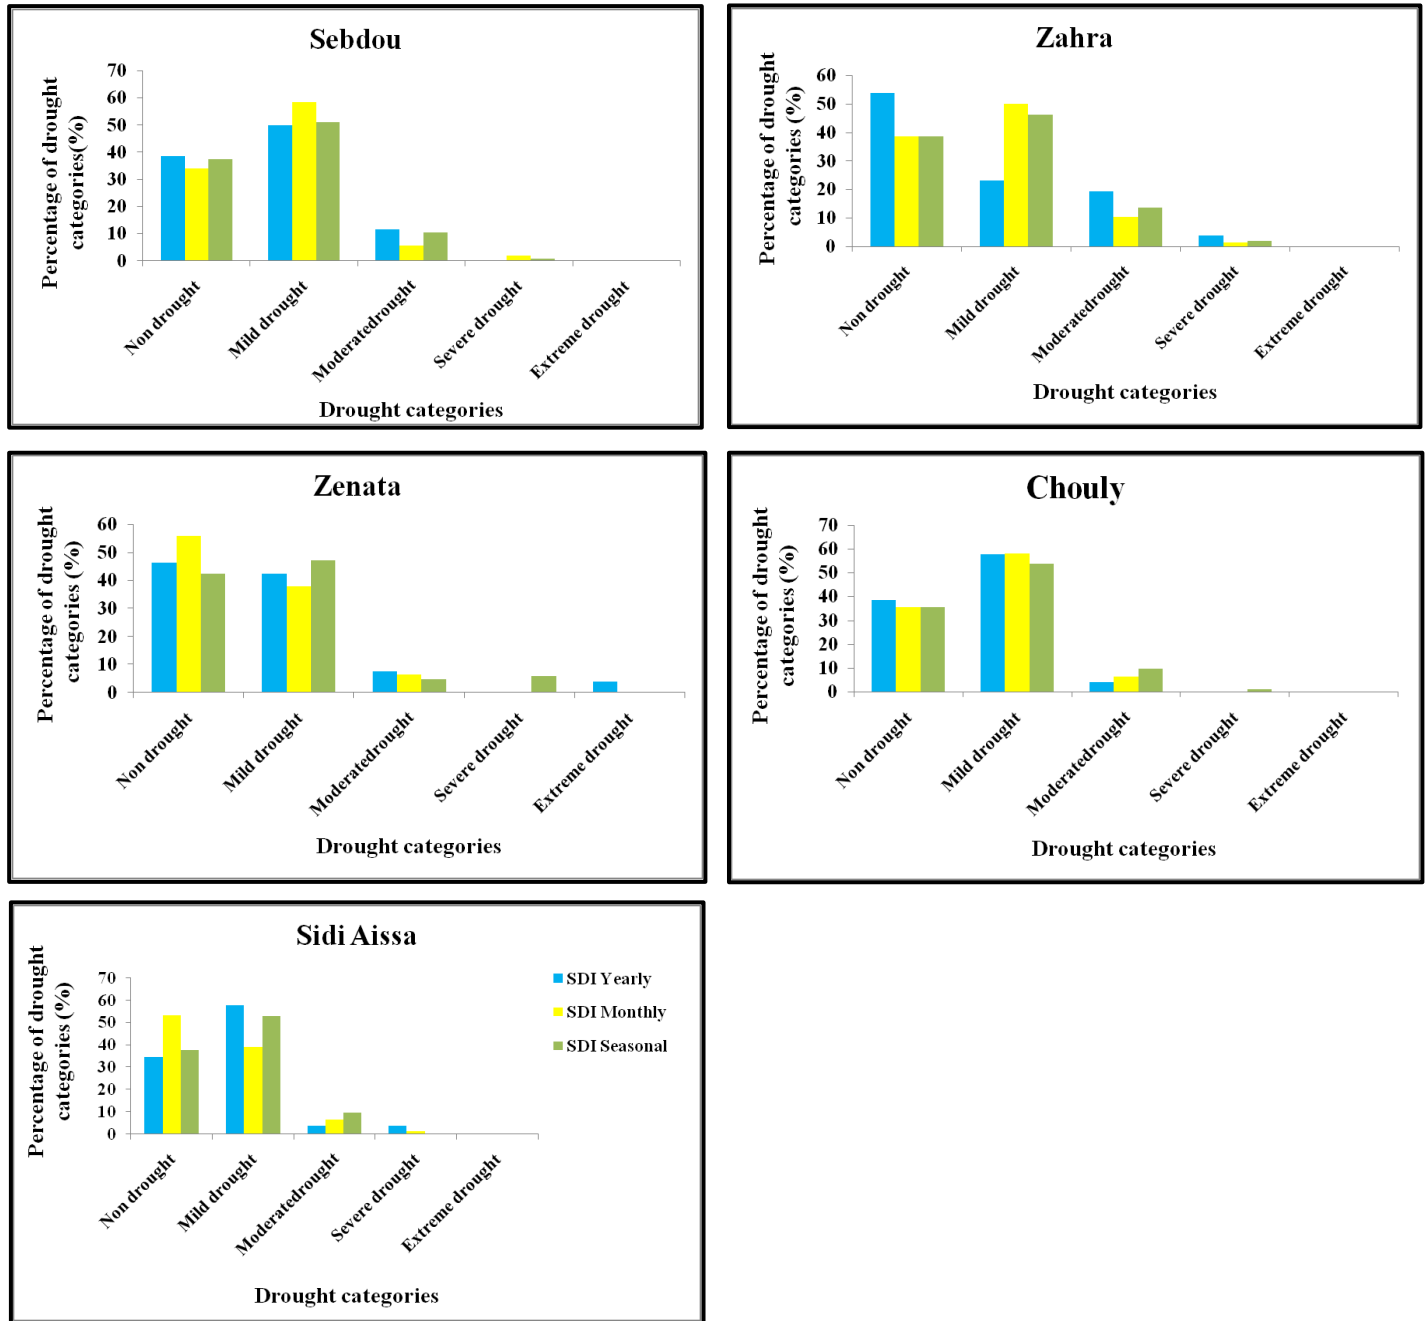 Sebdou
Percentage of drought
categories(%)
70
60
50
40
30
20
10
0
Non drought
Mild drought
Moderatedrought
Severe drought
Extreme drought
Drought categories
Zahra
Percentage of drought
categories (%)
60
50
40
30
20
10
0
Non drought
Mild drought
Moderatedrought
Severe drought
Extreme drought
Drought categories
Zenata
Percentage of drought
categories (%)
60
50
40
30
20
10
0
Non drought
Mild drought
Moderatedrought
Severe drought
Extreme drought
Drought categories
Chouly
Percentage of drought
categories (%)
70
60
50
40
30
20
10
0
Non drought
Mild drought
Moderatedrought
Severe drought
Extreme drought
Drought categories
Sidi Aissa
Percentage of drought
categories (%)
70
60
50
40
30
20
10
0
Non drought
Mild drought
Moderatedrought
Severe drought
Extreme drought
Drought categories
SDI Yearly
SDI Monthly
SDI Seasonal